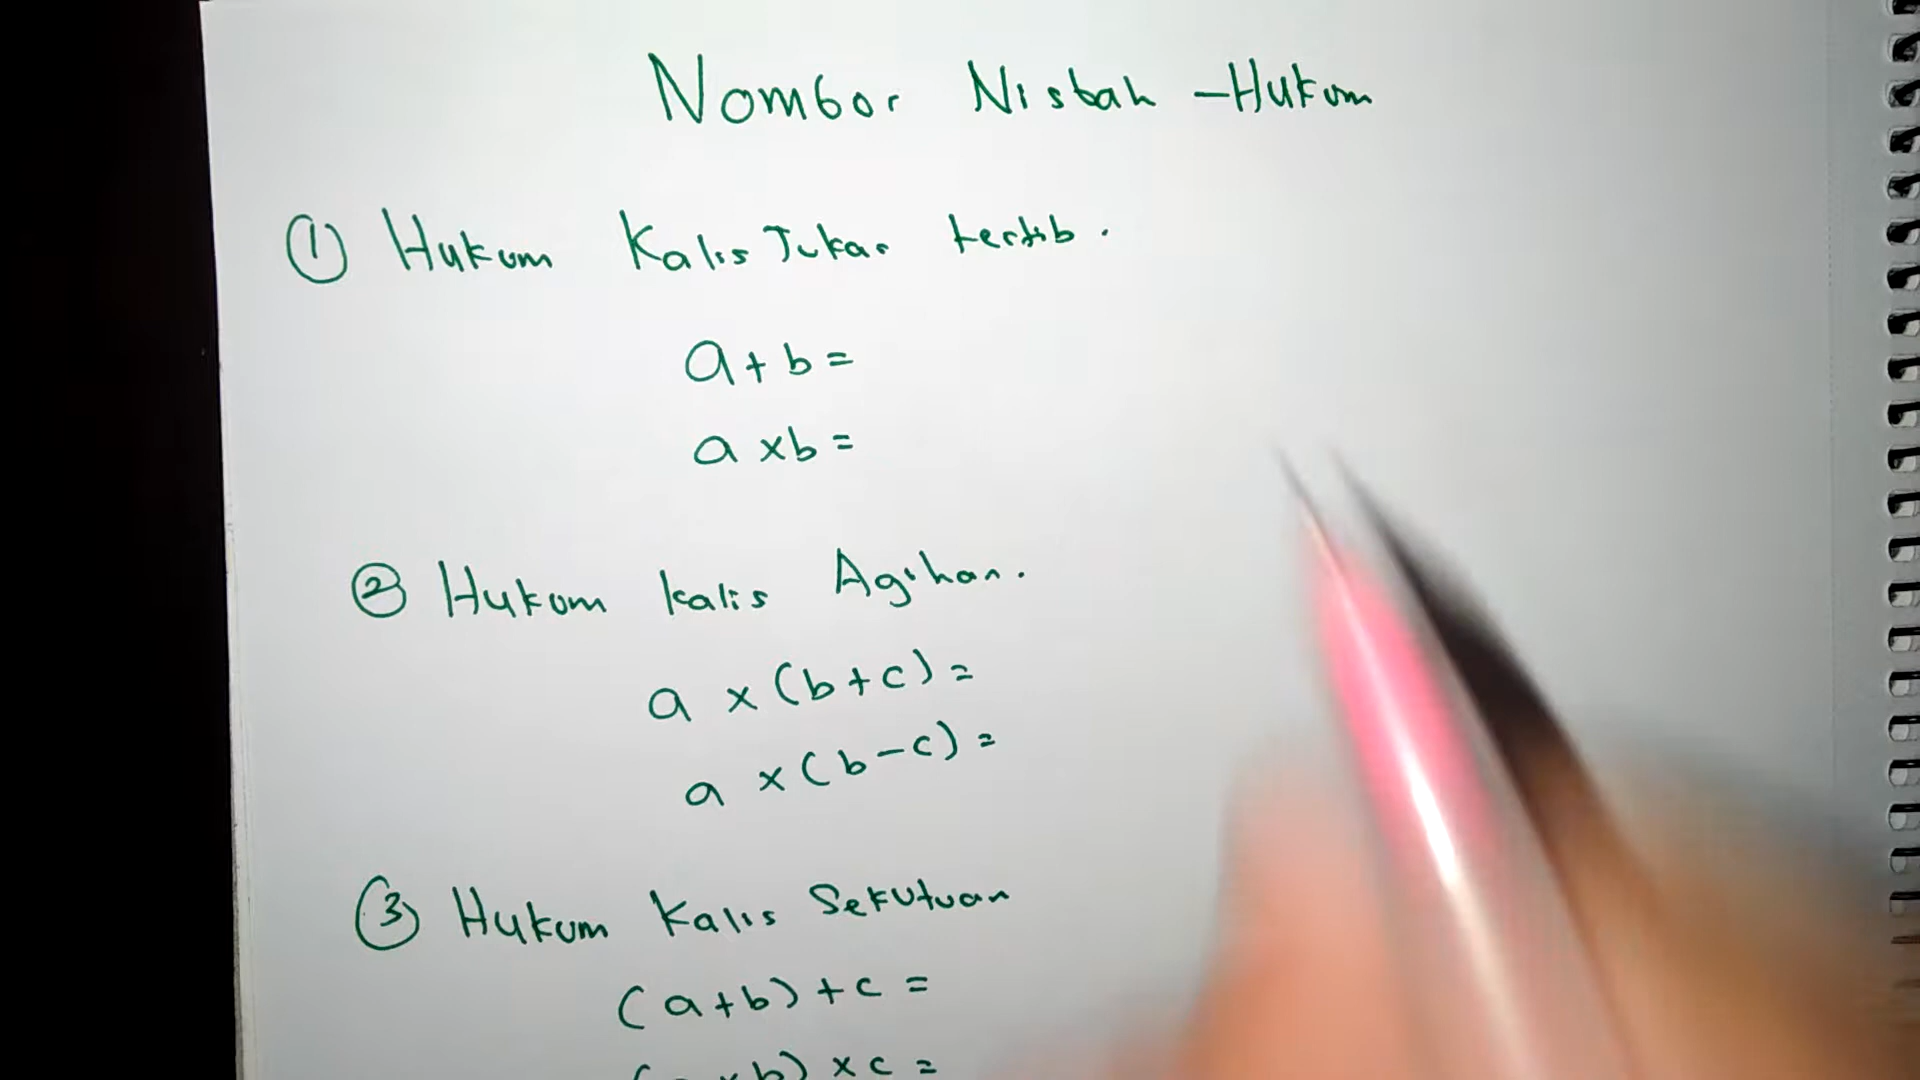 Nombor Nisbah - Hukum
① Hukum Kalis Tukar tertib.
a + b =
a x b =
② Hukum kalis Agihan.
a x (b + c) =
a x (b - c) =
③ Hukum Kalis Sekutuan
(a + b) + c =
(a x b) x c =